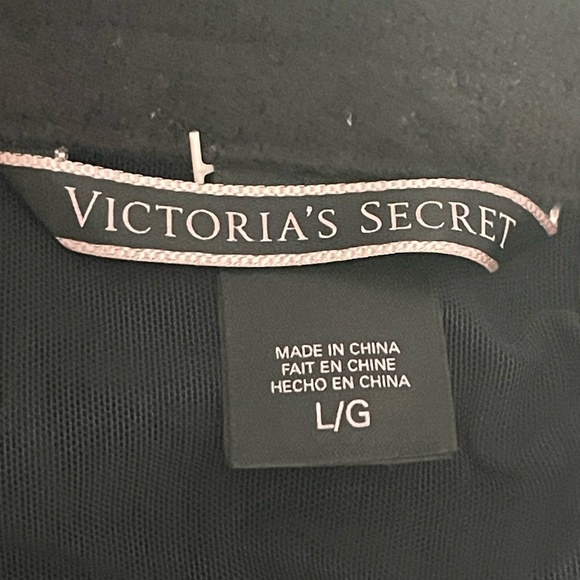 VICTORIA'S SECRET
MADE IN CHINA
FAIT EN CHINE
HECHO EN CHINA
L/G